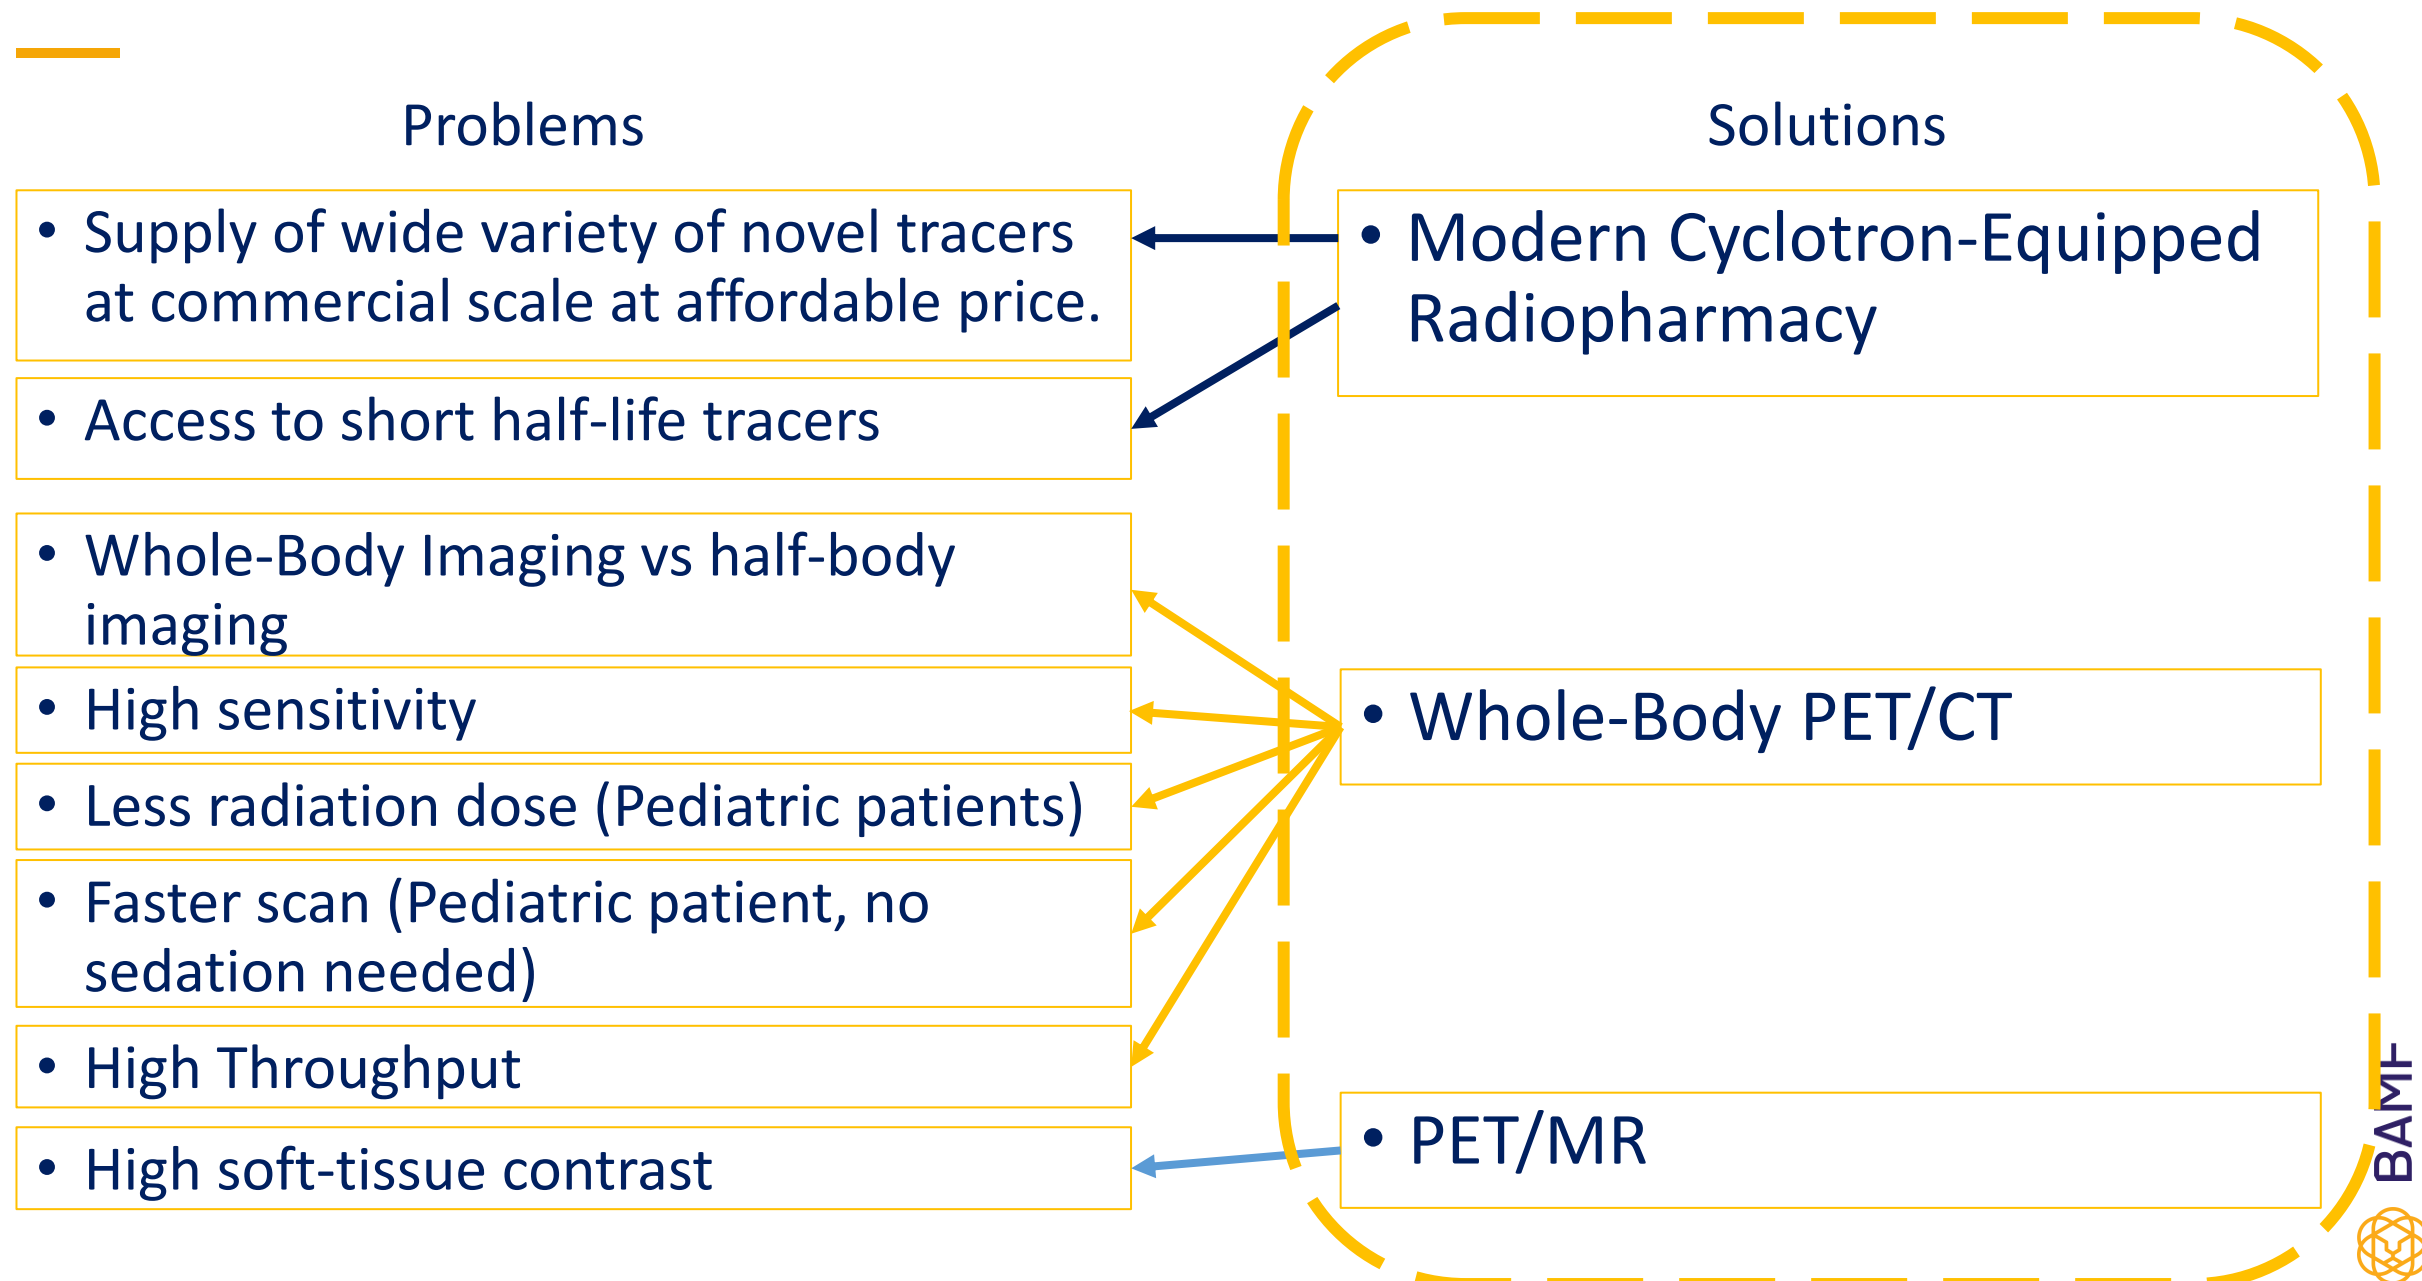 Problems
• Supply of wide variety of novel tracers
at commercial scale at affordable price.
• Access to short half-life tracers
• Whole-Body Imaging vs half-body
imaging
• High sensitivity
• Less radiation dose (Pediatric patients)
• Faster scan (Pediatric patient, no
sedation needed)
• High Throughput
• High soft-tissue contrast
Solutions
• Modern Cyclotron-Equipped
Radiopharmacy
• Whole-Body PET/CT
• PET/MR
BAMF